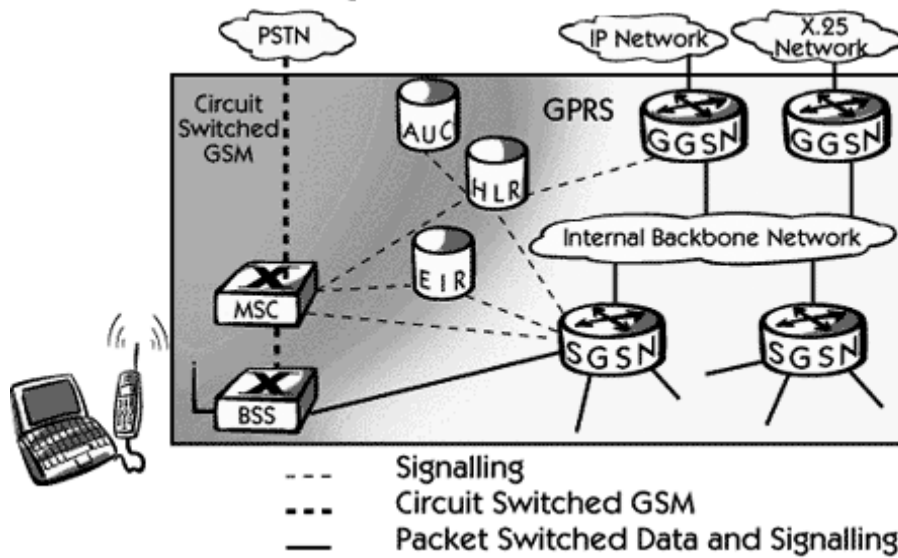 PSTN
IP Network
X.25
Network
Circuit
Switched
GSM
AUC
GPRS
GGSN
GGSN
HLR
Internal Backbone Network
EIR
MSC
SGSN
SGSN
BSS
Signalling
Circuit Switched GSM
Packet Switched Data and Signalling